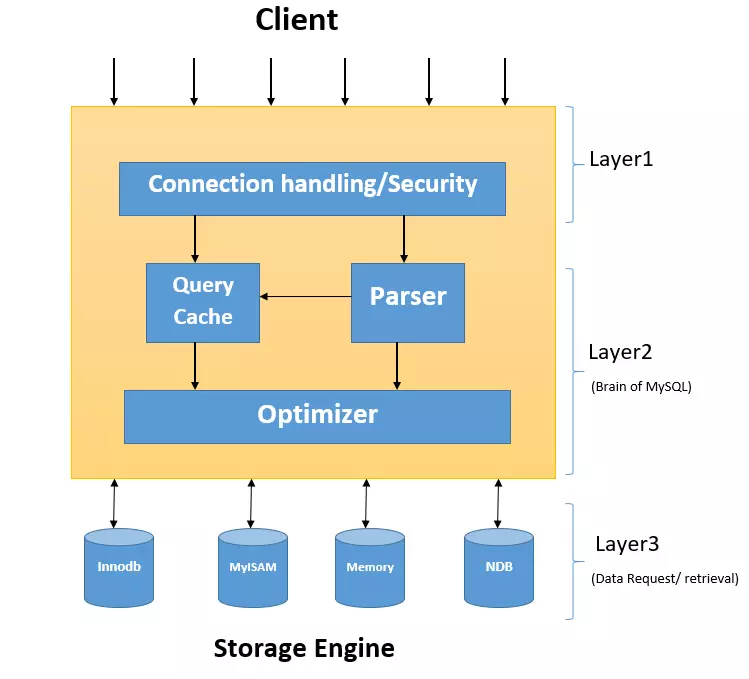 Client
Connection handling/Security
Layer1
Query
Cache
Parser
Layer2
(Brain of MySQL)
Optimizer
Innodb
MyISAM
Memory
NDB
Layer3
(Data Request/ retrieval)
Storage Engine